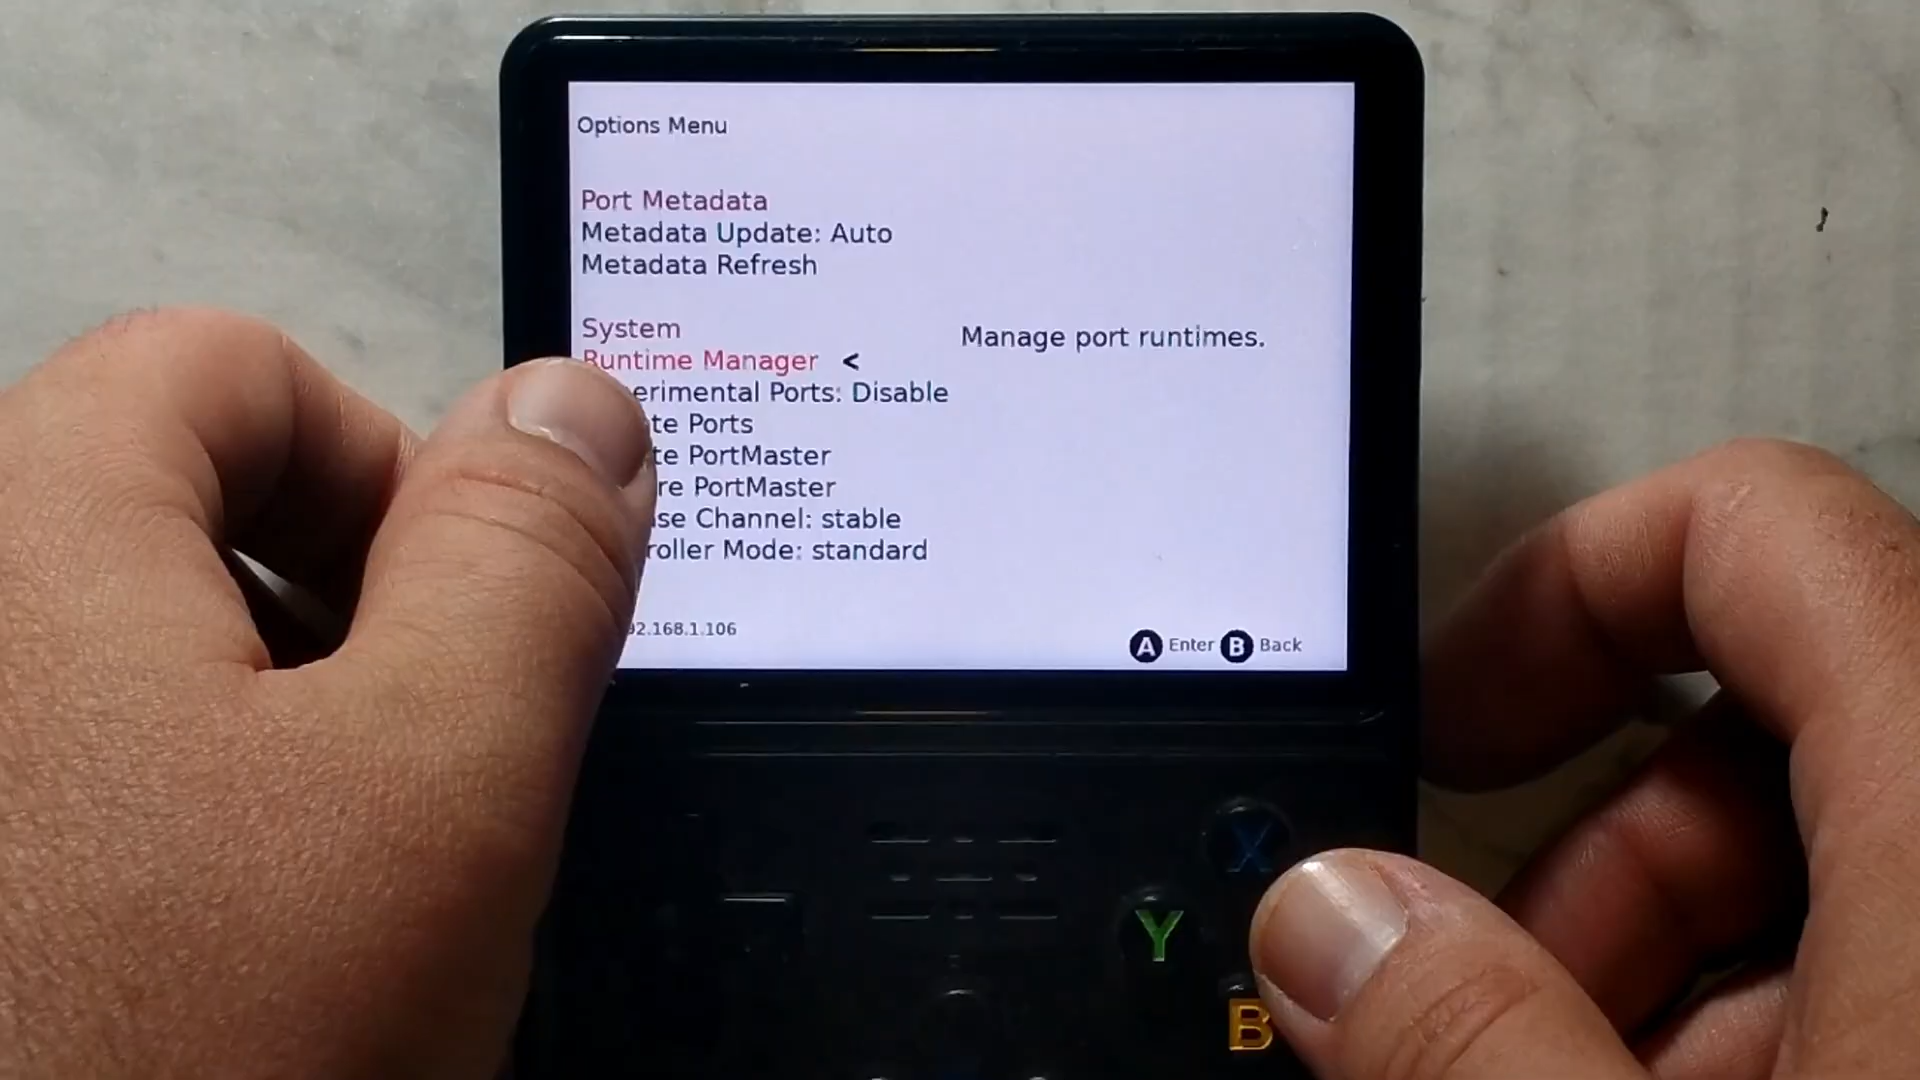 Options Menu
Port Metadata
Metadata Update: Auto
Metadata Refresh
System
Runtime Manager <
Manage port runtimes.
erimental Ports: Disable
te Ports
te PortMaster
re PortMaster
se Channel: stable
roller Mode: standard
92.168.1.106
A Enter B Back
X
Y
B